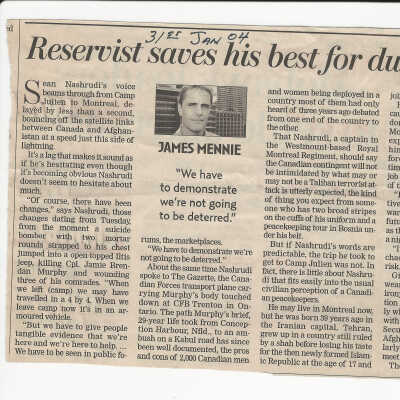 31st JAN 04
Reservist saves his best for du
Sean Nashrudi's voice
beams through from Camp
Julien to Montreal, de-
layed by less than a second,
bouncing off the satellite links
between Canada and Afghan-
istan at a speed just this side of
lightning.
It's a lag that makes it sound as
if he's hesitating even though
it's becoming obvious Nashrudi
doesn't seem to hesitate about
much.
"Of course, there have been
changes," says Nashrudi, those
changes dating from Tuesday,
from the moment a suicide
bomber with two mortar
rounds strapped to his chest
jumped into a open topped Iltis
jeep, killing Cpl. Jamie Bren-
dan Murphy and wounding
three of his comrades. "When
we left (camp) we may have
travelled in a 4 by 4. When we
leave camp now it's in an ar-
moured vehicle.
"But we have to give people
tangible evidence that we're
here and we're here to help. ...
We have to be seen in public fo-
JAMES MENNIE
"We have
to demonstrate
we're not going
to be deterred."
rums, the marketplaces.
"We have to demonstrate we're
not going to be deterred."
About the same time Nashrudi
spoke to The Gazette, the Cana-
dian Forces transport plane car-
rying Murphy's body touched
down at CFB Trenton in On-
tario. The path Murphy's brief,
29-year life took from Concep-
tion Harbour, Nfld., to an am-
bush on a Kabul road has since
been well documented, the pros
and cons of 2,000 Canadian men
and women being deployed in a
country most of them had only
heard of three years ago debated
from one end of the country to
the other.
That Nashrudi, a captain in
the Westmount-based Royal
Montreal Regiment, should say
the Canadian contingent will not
be intimidated by what may or
may not be a Taliban terrorist at-
tack is utterly expected, the kind
of thing you expect from some-
one who has two broad stripes
on the cuffs of his uniform and a
peacekeeping tour in Bosnia un-
der his belt.
But if Nashrudi's words are
predictable, the trip he took to
get to Camp Julien was not. In
fact, there is little about Nashru-
di that fits easily into the usual
civilian perception of a Canadi-
an peacekeepers.
He may live in Montreal now,
but he was born 39 years ago in
the Iranian capital, Tehran,
grew up in a country still ruled
by a shah before losing his taste
for the then newly formed Islam-
ic Republic at the age of 17 and